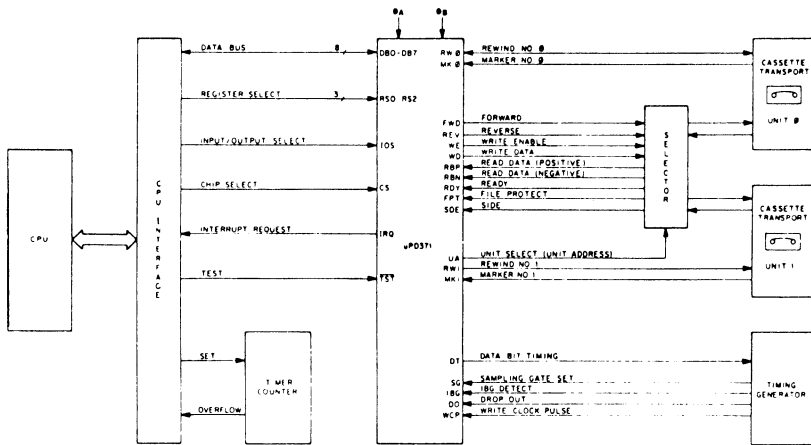 ΦA ΦB
DATA BUS 8
REGISTER SELECT 3
INPUT/OUTPUT SELECT
CHIP SELECT
INTERRUPT REQUEST
TEST
SET
OVERFLOW
CPU
CPU INTERFACE
TIMER
COUNTER
DB0-DB7
RS0 RS2
IOS
CS
IRQ
TST
µPD371
RW0
MK0
FWD
REV
WE
WD
RBP
RBN
RDY
FPT
SDE
UA
RW1
MK1
DT
SG
IBG
DO
WCP
REWIND NO 0
MARKER NO 0
FORWARD
REVERSE
WRITE ENABLE
WRITE DATA
READ DATA (POSITIVE)
READ DATA (NEGATIVE)
READY
FILE PROTECT
SIDE
UNIT SELECT (UNIT ADDRESS)
REWIND NO 1
MARKER NO 1
DATA BIT TIMING
SAMPLING GATE SET
IBG DETECT
DROP OUT
WRITE CLOCK PULSE
SELECTOR
CASSETTE
TRANSPORT
UNIT 0
CASSETTE
TRANSPORT
UNIT 1
TIMING
GENERATOR